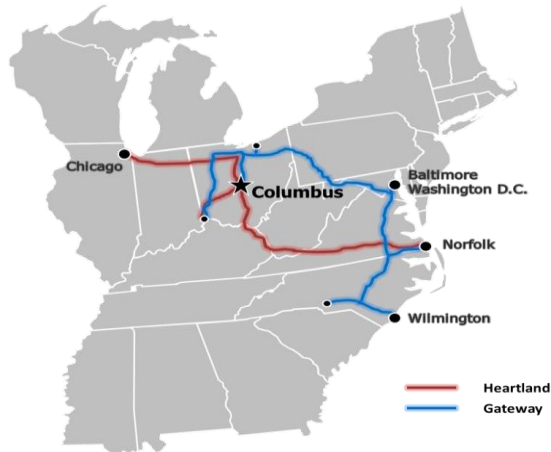 Chicago
Columbus
Baltimore
Washington D.C.
Norfolk
Wilmington
Heartland
Gateway